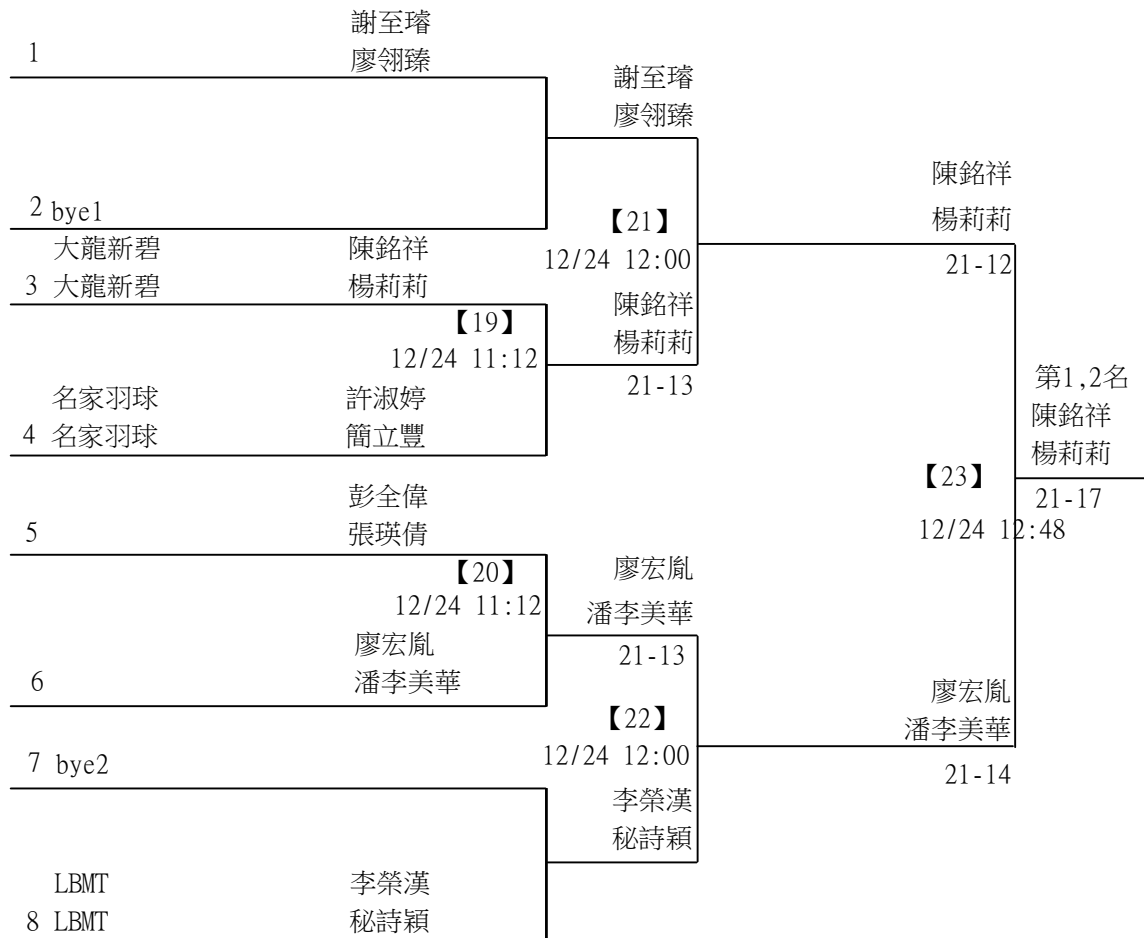 謝至璿
1 廖翎臻
謝至璿
廖翎臻
陳銘祥
楊莉莉
2 bye1
【21】
12/24 12:00
21-12
大龍新碧 陳銘祥
3 大龍新碧 楊莉莉
陳銘祥
楊莉莉
【19】
12/24 11:12
21-13
名家羽球 許淑婷
4 名家羽球 簡立豐
第1,2名
陳銘祥
楊莉莉
【23】
21-17
12/24 12:48
彭全偉
5 張瑛倩
【20】
12/24 11:12
廖宏胤
潘李美華
21-13
廖宏胤
6 潘李美華
【22】
12/24 12:00
廖宏胤
潘李美華
21-14
7 bye2
李榮漢
秘詩穎
LBMT 李榮漢
8 LBMT 秘詩穎